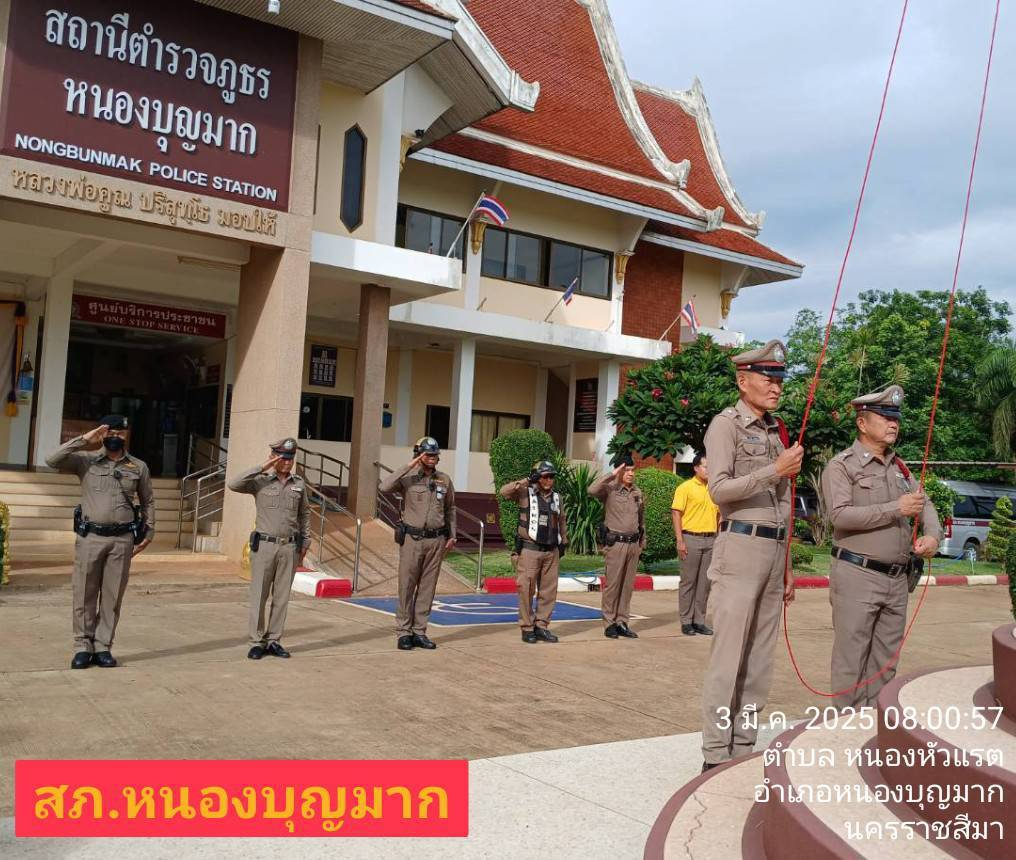 สถานีตำรวจภูธร
หนองบุญมาก
NONGBUNMAK POLICE STATION
หลวงพ่อคูณ ปริสุทฺโธ มอบให้
ศูนย์บริการประชาชน
ONE STOP SERVICE
3 มี.ค. 2025 08:00:57
ตำบล หนองหัวแรต
อำเภอหนองบุญมาก
นครราชสีมา
สภ.หนองบุญมาก